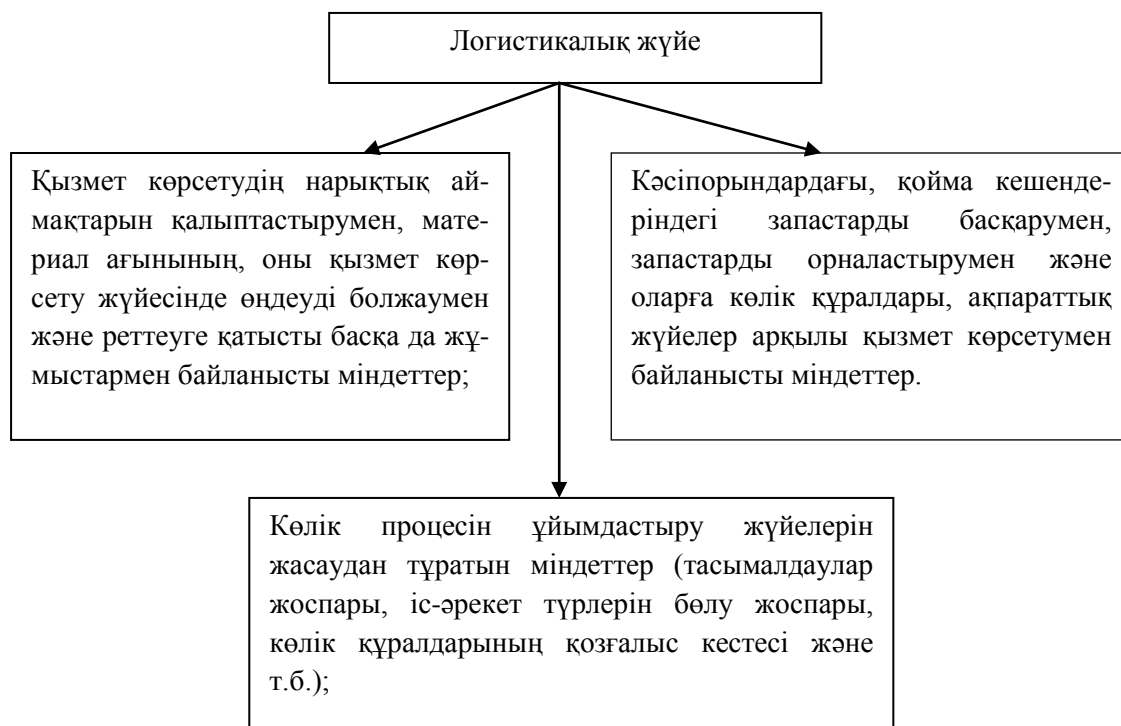 Логистикалық жүйе
Қызмет көрсетудің нарықтық ай-
мақтарын қалыптастырумен, мате-
риал ағынының, оны қызмет көр-
сету жүйесінде өңдеуді болжаумен
және реттеуге қатысты басқа да жұ-
мыстармен байланысты міндеттер;
Кәсіпорындардағы, қойма кешенде-
ріндегі запастарды басқарумен,
запастарды орналастырумен және
оларға көлік құралдары, ақпараттық
жүйелер арқылы қызмет көрсетумен
байланысты міндеттер.
Көлік процесін ұйымдастыру жүйелерін
жасаудан тұратын міндеттер (тасымалдаулар
жоспары, іс-әрекет түрлерін бөлу жоспары,
көлік құралдарының қозғалыс кестесі және
т.б.);